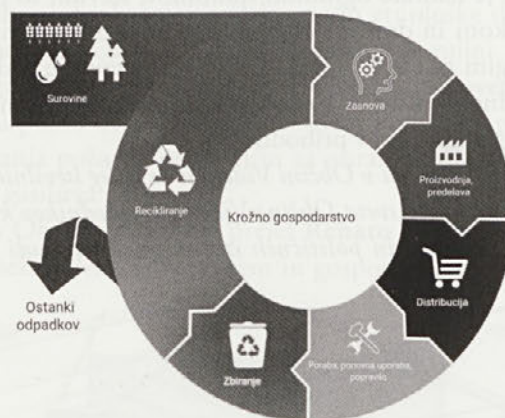 Surovine
Zasnova
Proizvodnja,
predelava
Distribucija
Poraba, ponovna uporaba,
popravilo
Zbiranje
Recikliranje
Ostanki
odpadkov
Krožno gospodarstvo